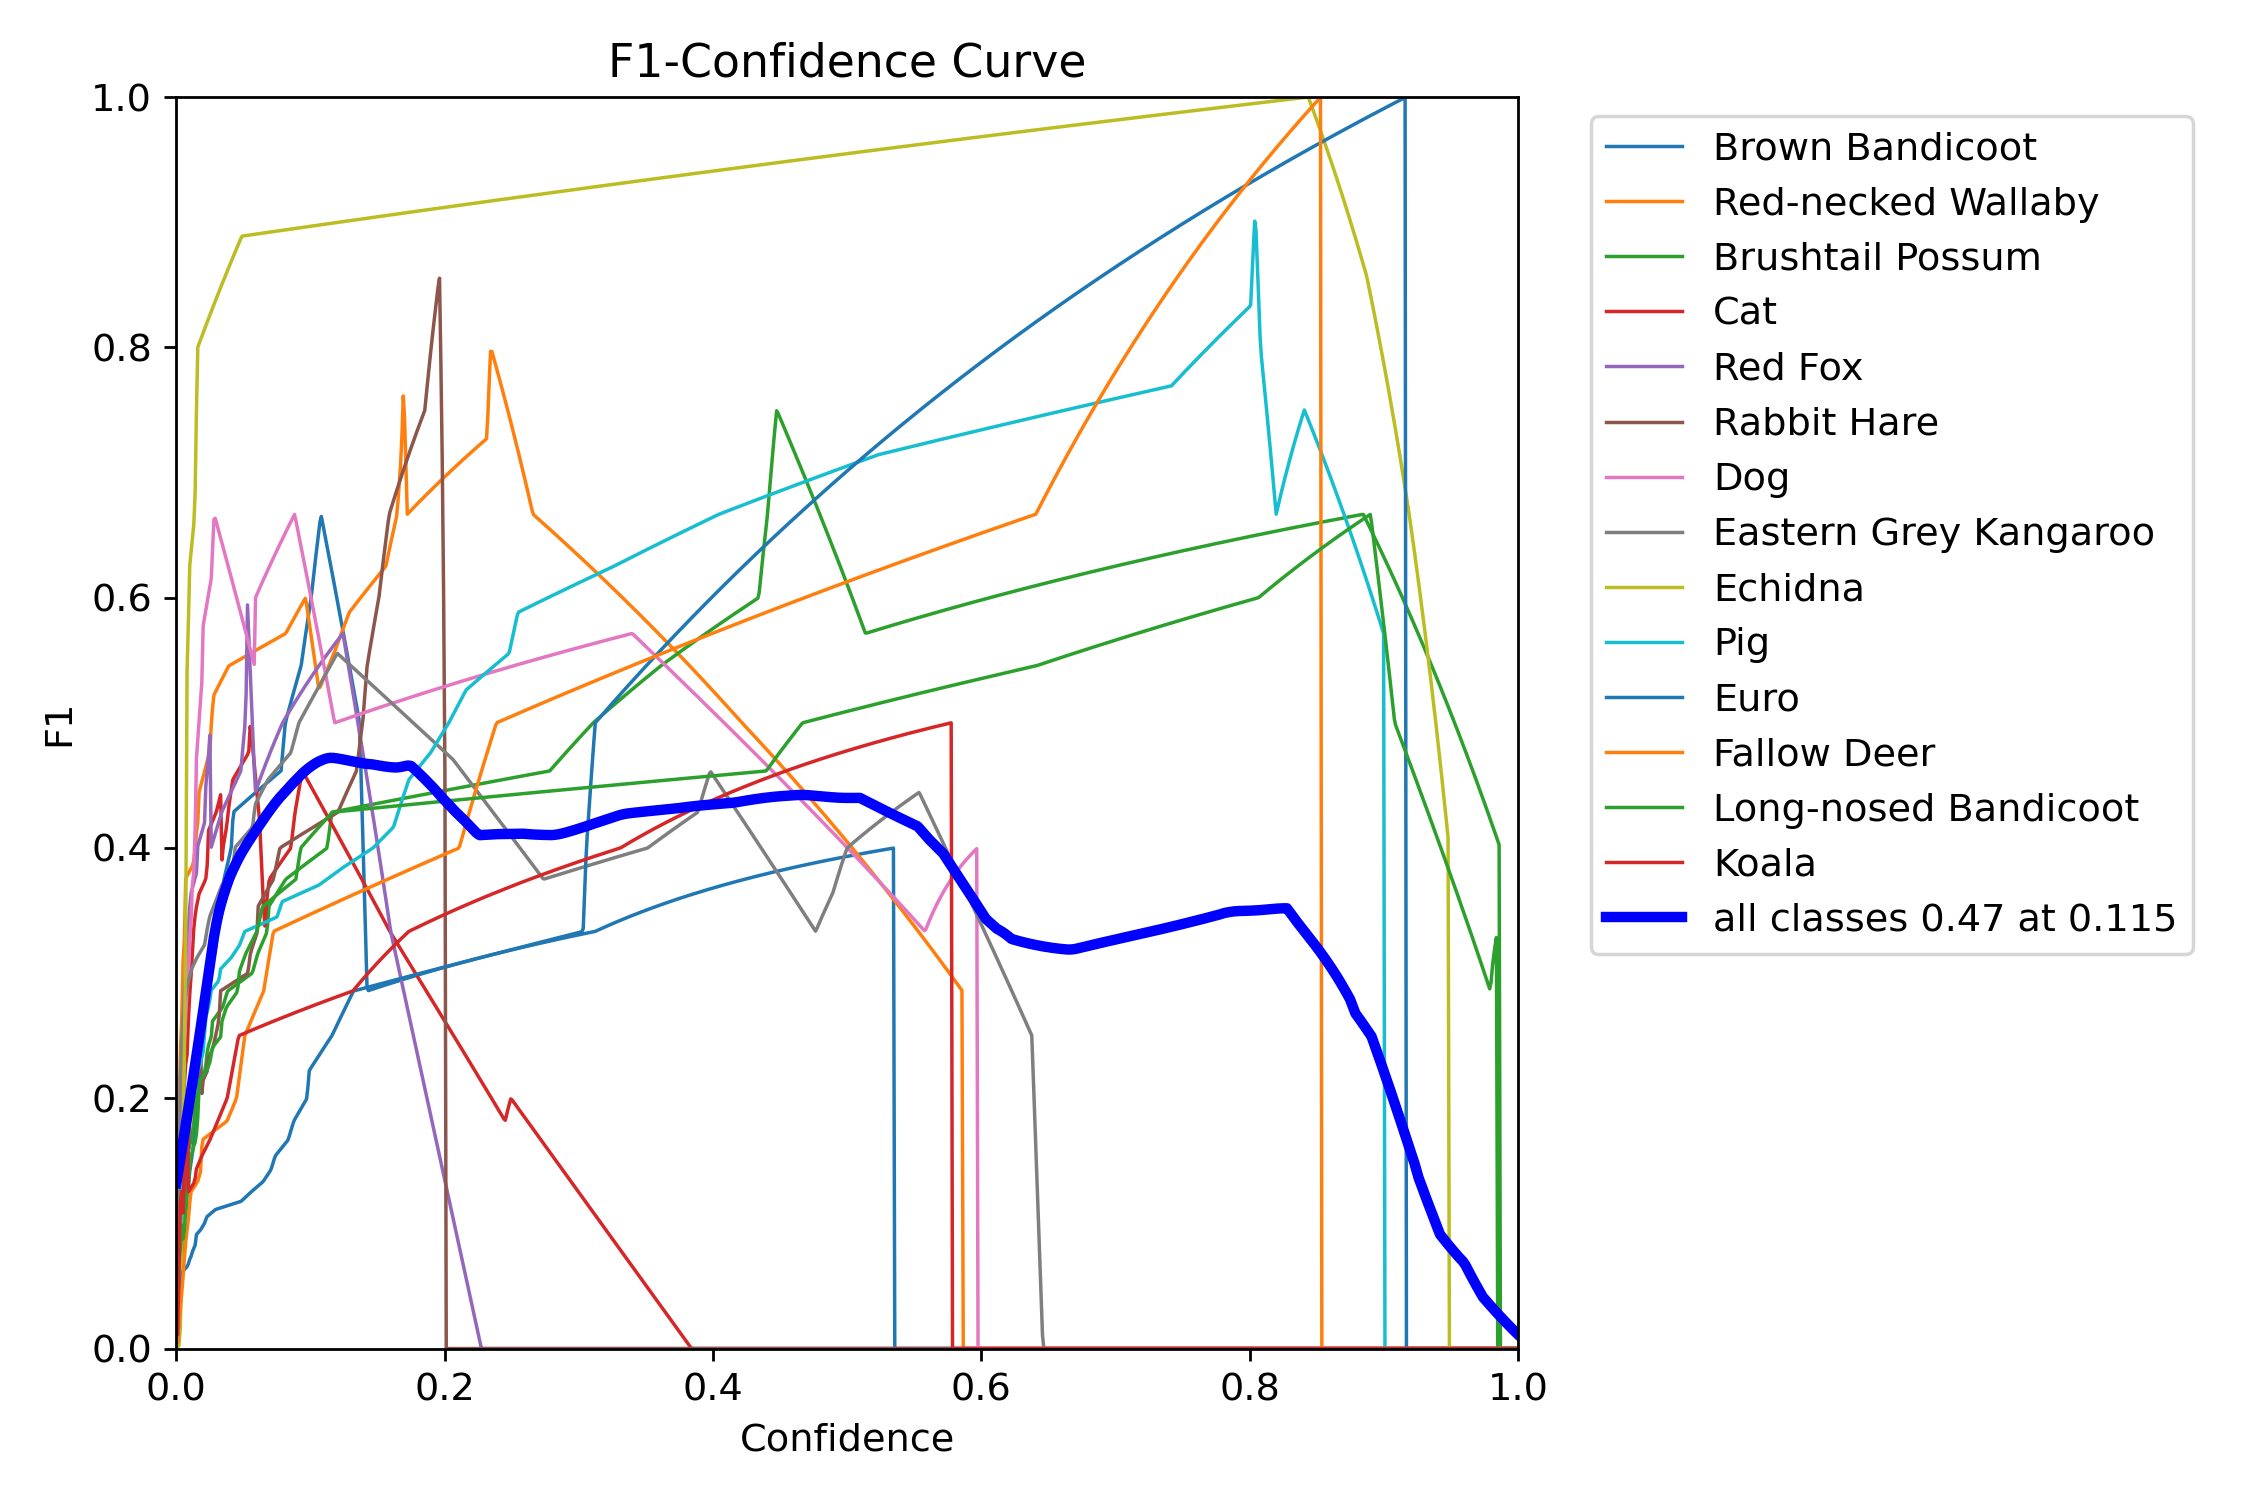 F1-Confidence Curve
1.0
0.8
0.6
0.4
0.2
0.0
F1
0.0 0.2 0.4 0.6 0.8 1.0
Confidence
Brown Bandicoot
Red-necked Wallaby
Brushtail Possum
Cat
Red Fox
Rabbit Hare
Dog
Eastern Grey Kangaroo
Echidna
Pig
Euro
Fallow Deer
Long-nosed Bandicoot
Koala
all classes 0.47 at 0.115